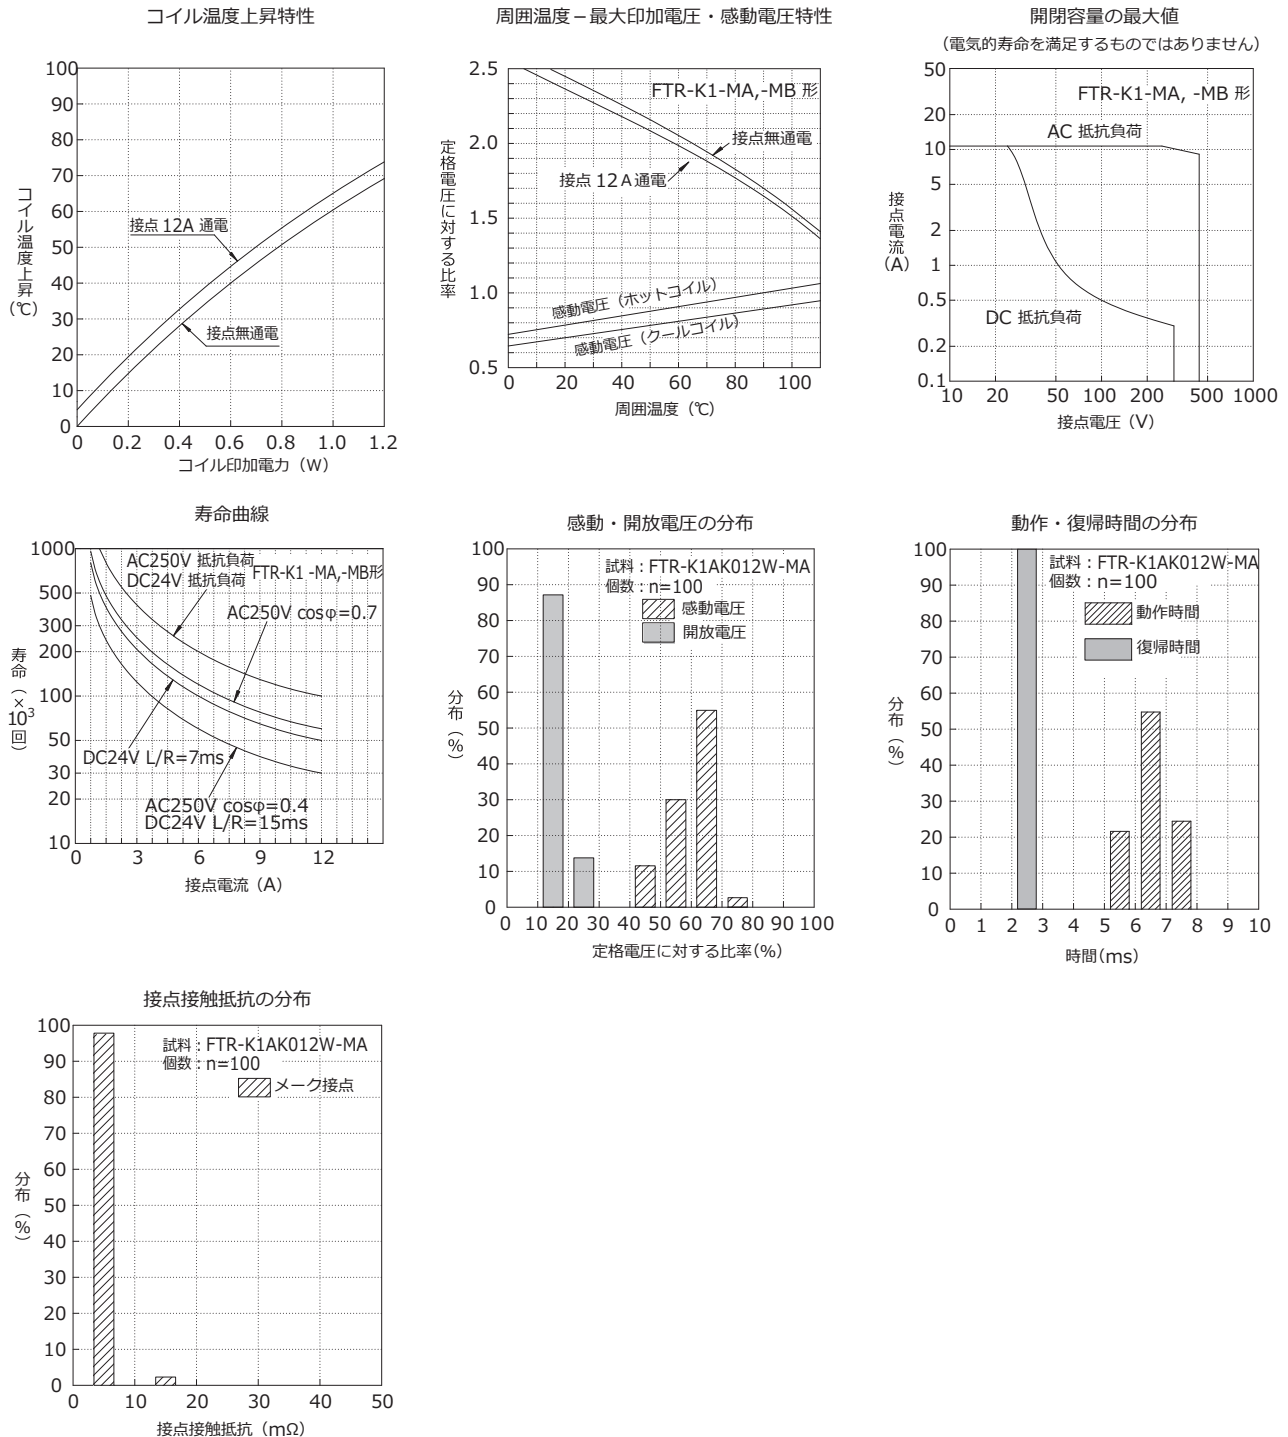 コイル温度上昇特性
100
90
80
70
60
50
40
30
20
10
0
コイル温度上昇(℃)
接点 12A 通電
接点無通電
0 0.2 0.4 0.6 0.8 1.0 1.2
コイル印加電力（W）
周囲温度 – 最大印加電圧・感動電圧特性
2.5
2.0
1.5
1.0
0.5
定格電圧に対する比率
FTR-K1-MA,-MB 形
接点無通電
接点 12 A 通電
感動電圧（ホットコイル）
感動電圧（クールコイル）
0 20 40 60 80 100
周囲温度（℃）
開閉容量の最大値
（電気的寿命を満足するものではありません）
50
20
10
5
2
1
0.5
0.2
0.1
接点電流(A)
FTR-K1-MA, -MB 形
AC 抵抗負荷
DC 抵抗負荷
10 20 50 100 200 500 1000
接点電圧（V）
寿命曲線
1000
500
300
200
100
50
30
20
10
寿命（×10³回）
AC250V 抵抗負荷
DC24V 抵抗負荷
FTR-K1 -MA,-MB形
AC250V cosφ=0.7
DC24V L/R=7ms
AC250V cosφ=0.4
DC24V L/R=15ms
0 3 6 9 12
接点電流（A）
感動・開放電圧の分布
100
90
80
70
60
50
40
30
20
10
0
分布（%）
試料 : FTR-K1AK012W-MA
個数 : n=100
感動電圧
開放電圧
0 10 20 30 40 50 60 70 80 90 100
定格電圧に対する比率(%)
動作・復帰時間の分布
100
90
80
70
60
50
40
30
20
10
0
分布（%）
試料 : FTR-K1AK012W-MA
個数 : n=100
動作時間
復帰時間
0 1 2 3 4 5 6 7 8 9 10
時間(ms)
接点接触抵抗の分布
100
90
80
70
60
50
40
30
20
10
0
分布（%）
試料 : FTR-K1AK012W-MA
個数 : n=100
メーク接点
0 10 20 30 40 50
接点接触抵抗（mΩ）